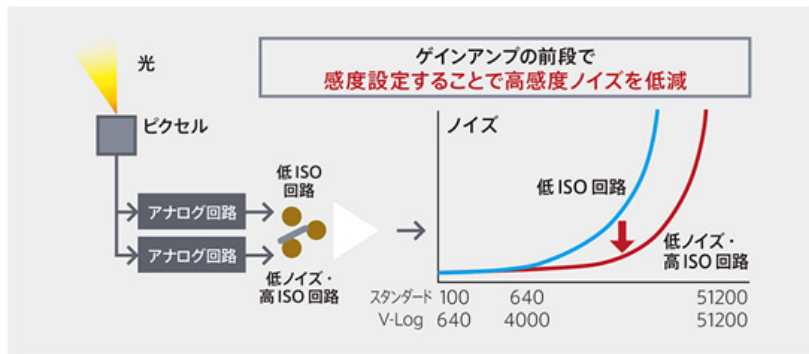 ゲインアンプの前段で
感度設定することで高感度ノイズを低減
光
ピクセル
アナログ回路
アナログ回路
低ISO
回路
低ノイズ・
高ISO回路
ノイズ
低ISO回路
低ノイズ・
高ISO回路
スタンダード 100 640 51200
V-Log 640 4000 51200